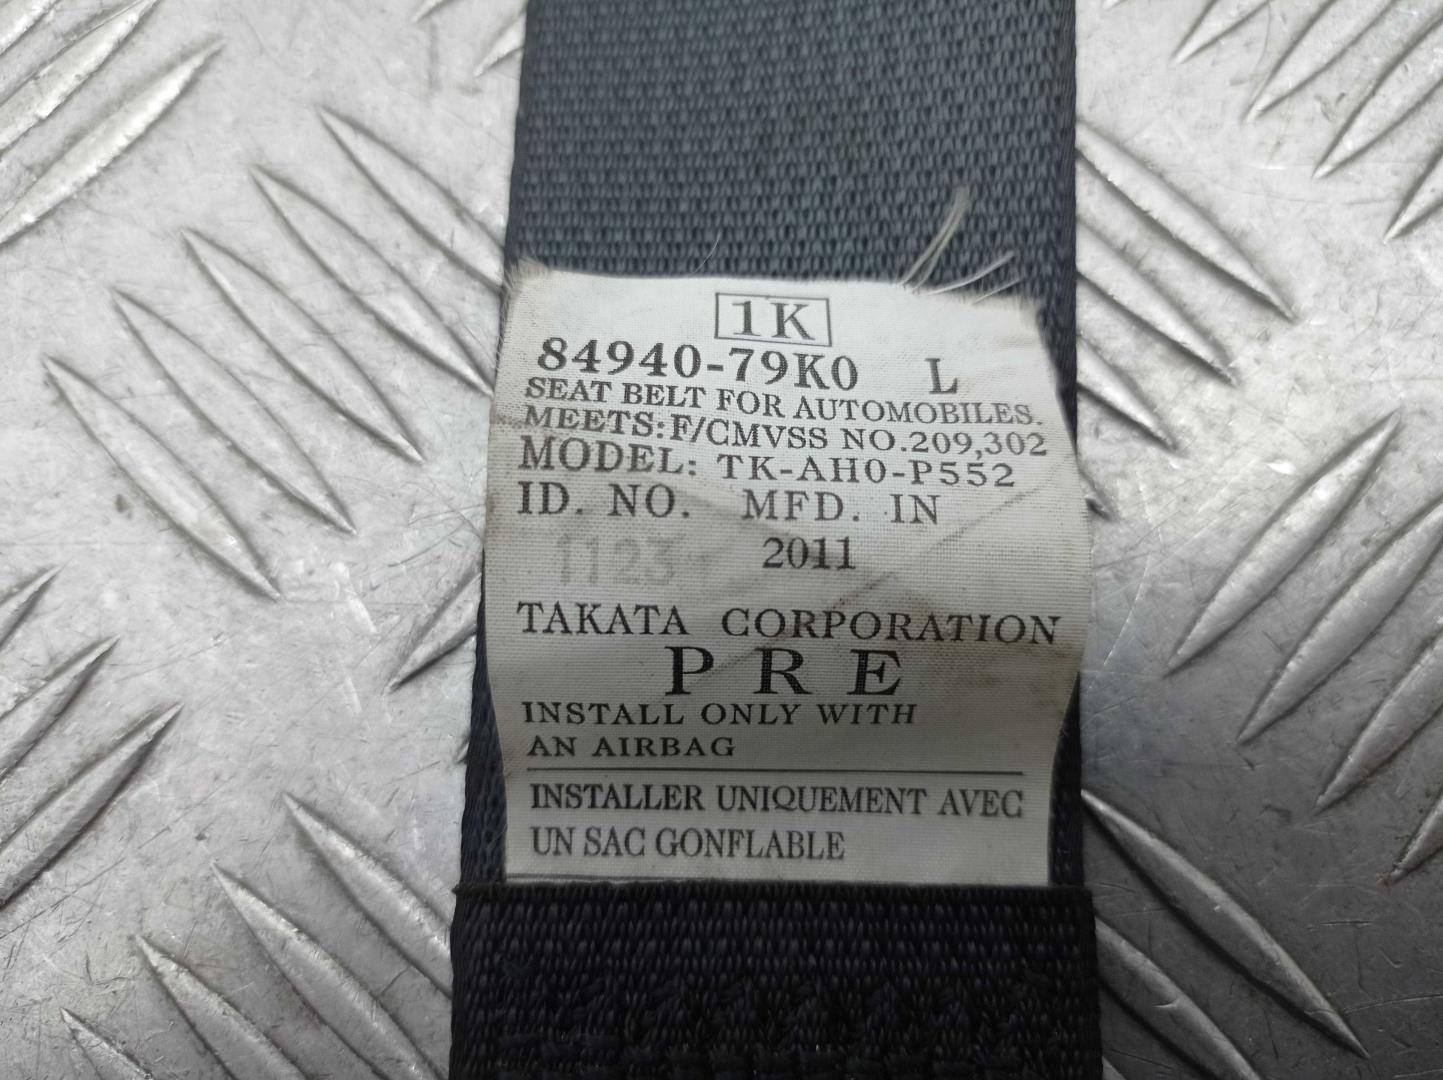 1K
84940-79K0 L
SEAT BELT FOR AUTOMOBILES.
MEETS:F/CMVSS NO.209,302
MODEL: TK-AH0-P552
ID. NO. MFD. IN
1123 2011
TAKATA CORPORATION
PRE
INSTALL ONLY WITH
AN AIRBAG
INSTALLER UNIQUEMENT AVEC
UN SAC GONFLABLE